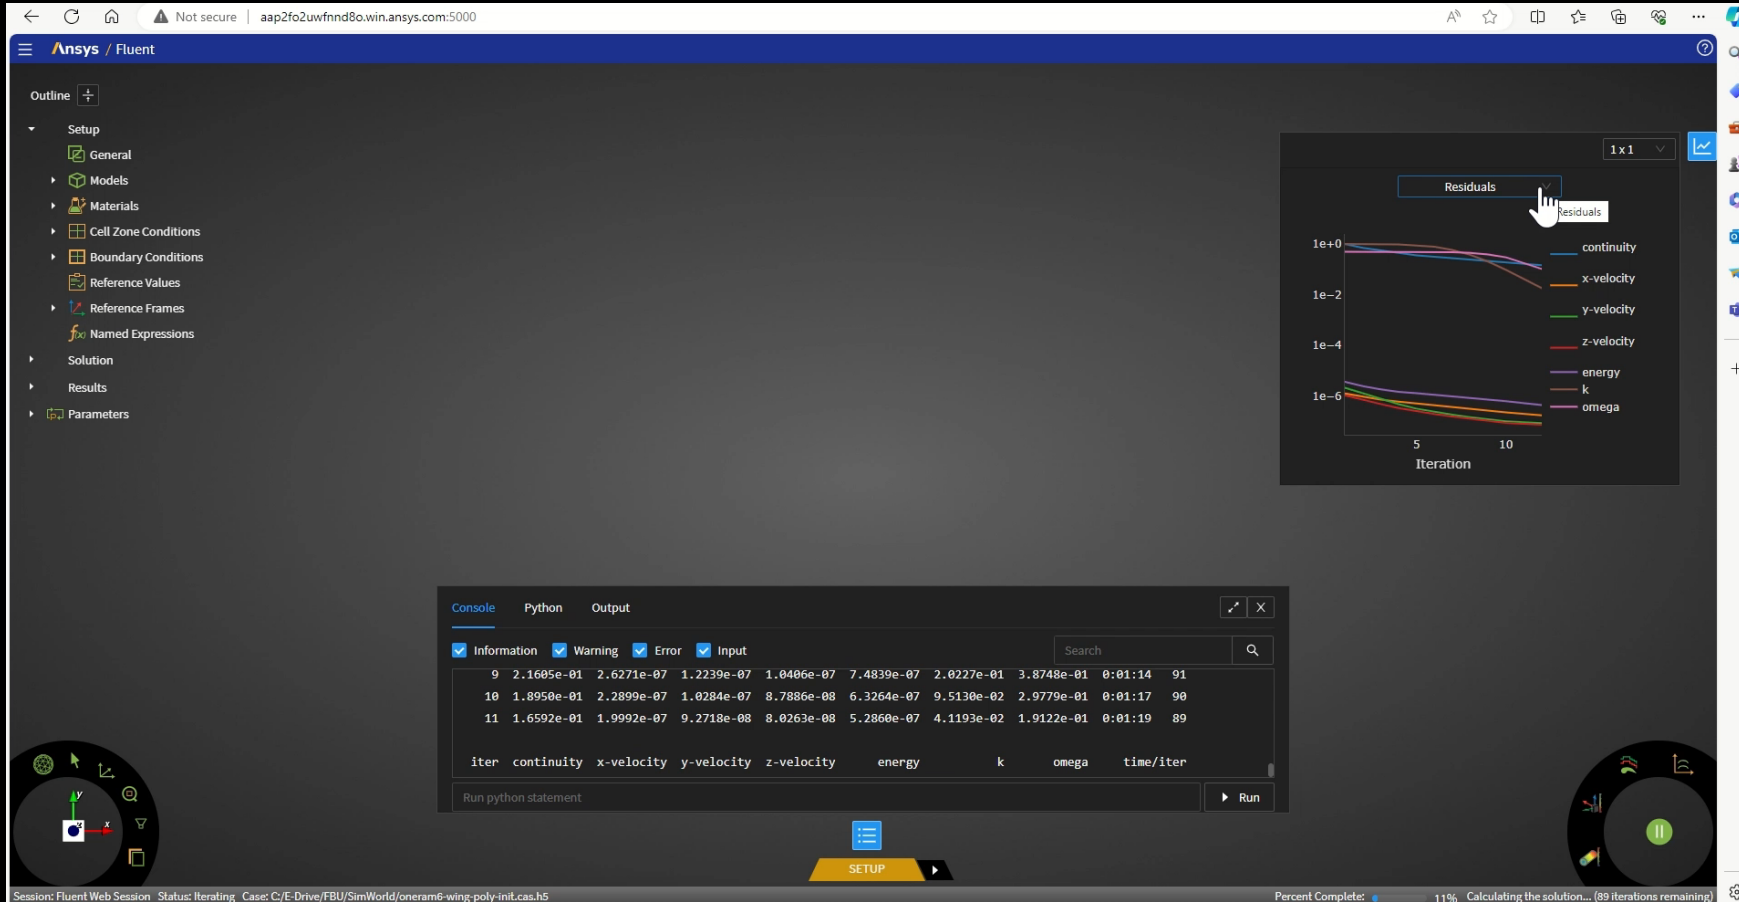 Not secure | aap2fo2uwfnnd8o.win.ansys.com:5000
Ansys / Fluent
Outline
Setup
General
Models
Materials
Cell Zone Conditions
Boundary Conditions
Reference Values
Reference Frames
Named Expressions
Solution
Results
Parameters
1 x 1
Residuals
Residuals
1e+0
1e−2
1e−4
1e−6
5 10
Iteration
continuity
x-velocity
y-velocity
z-velocity
energy
k
omega
Console Python Output
Information Warning Error Input
Search
9 2.1605e-01 2.6271e-07 1.2239e-07 1.0406e-07 7.4839e-07 2.0227e-01 3.8748e-01 0:01:14 91
10 1.8950e-01 2.2899e-07 1.0284e-07 8.7886e-08 6.3264e-07 9.5130e-02 2.9779e-01 0:01:17 90
11 1.6592e-01 1.9992e-07 9.2718e-08 8.0263e-08 5.2860e-07 4.1193e-02 1.9122e-01 0:01:19 89
iter continuity x-velocity y-velocity z-velocity energy k omega time/iter
Run python statement
Run
y
x
SETUP
Session: Fluent Web Session Status: Iterating Case: C:/E-Drive/FBU/SimWorld/oneram6-wing-poly-init.cas.h5
Percent Complete: 11% Calculating the solution... (89 iterations remaining)